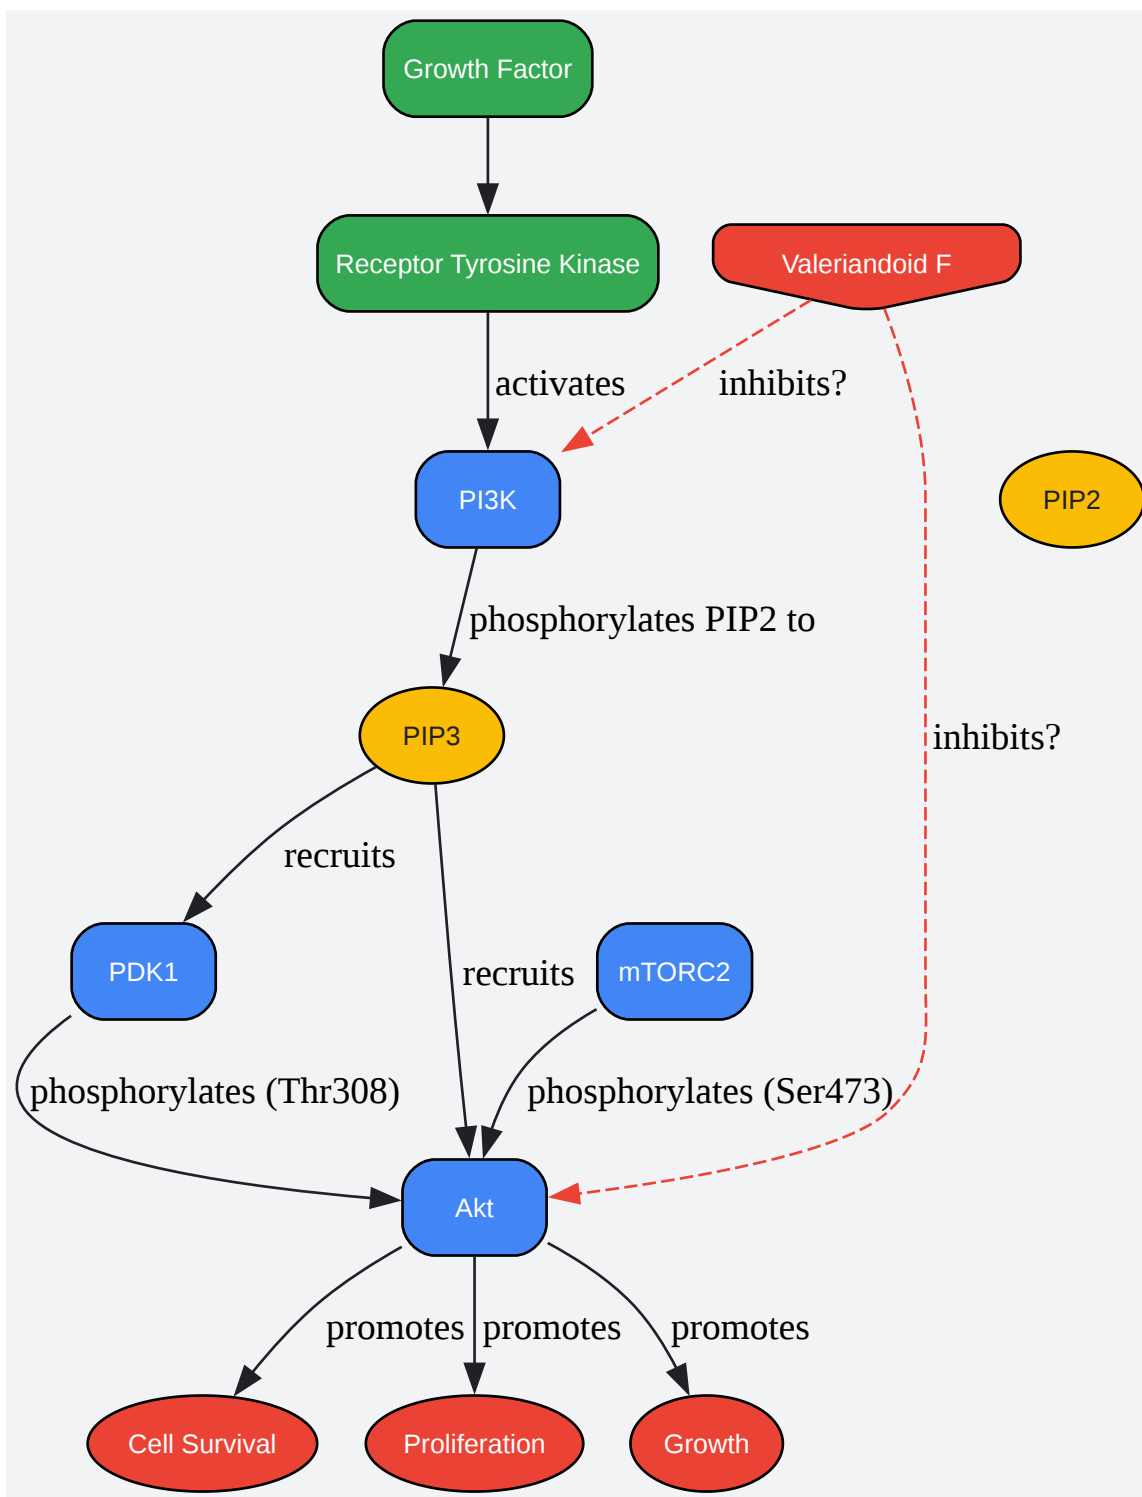 Growth Factor
Receptor Tyrosine Kinase
Valeriandoid F
activates
inhibits?
PI3K
PIP2
phosphorylates PIP2 to
PIP3
inhibits?
recruits
PDK1
recruits
mTORC2
phosphorylates (Thr308)
phosphorylates (Ser473)
Akt
promotes
promotes
promotes
Cell Survival
Proliferation
Growth